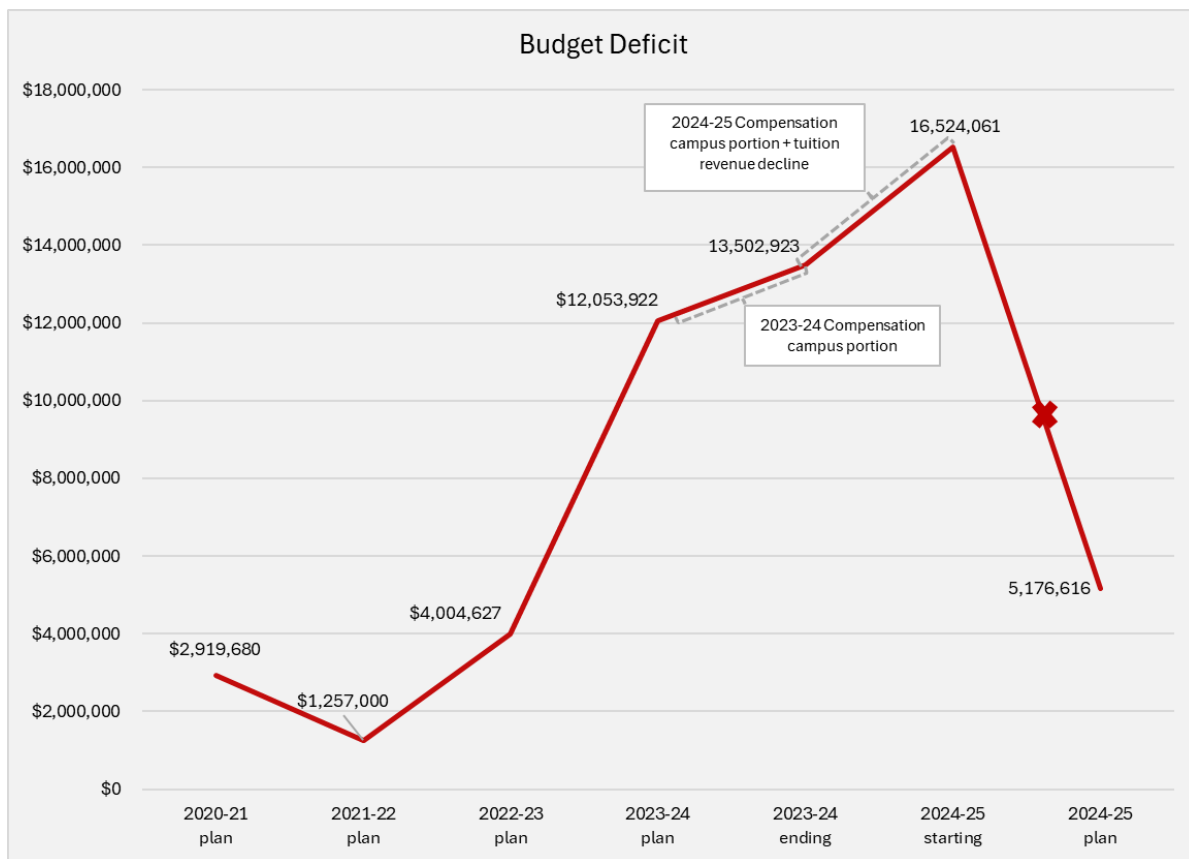 Budget Deficit
$18,000,000
$16,000,000
$14,000,000
$12,000,000
$10,000,000
$8,000,000
$6,000,000
$4,000,000
$2,000,000
$0
$2,919,680
$1,257,000
$4,004,627
$12,053,922
13,502,923
16,524,061
5,176,616
2024-25 Compensation
campus portion + tuition
revenue decline
2023-24 Compensation
campus portion
2020-21
plan
2021-22
plan
2022-23
plan
2023-24
plan
2023-24
ending
2024-25
starting
2024-25
plan